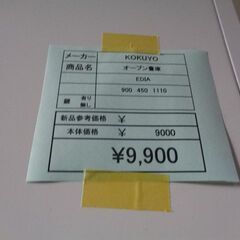 メーカー KOKUYO
商品名 オープン書庫
EDIA
900 450 1110
鍵 有り 無し
新品参考価格 ¥
本体価格 ¥ 9000
¥9,900